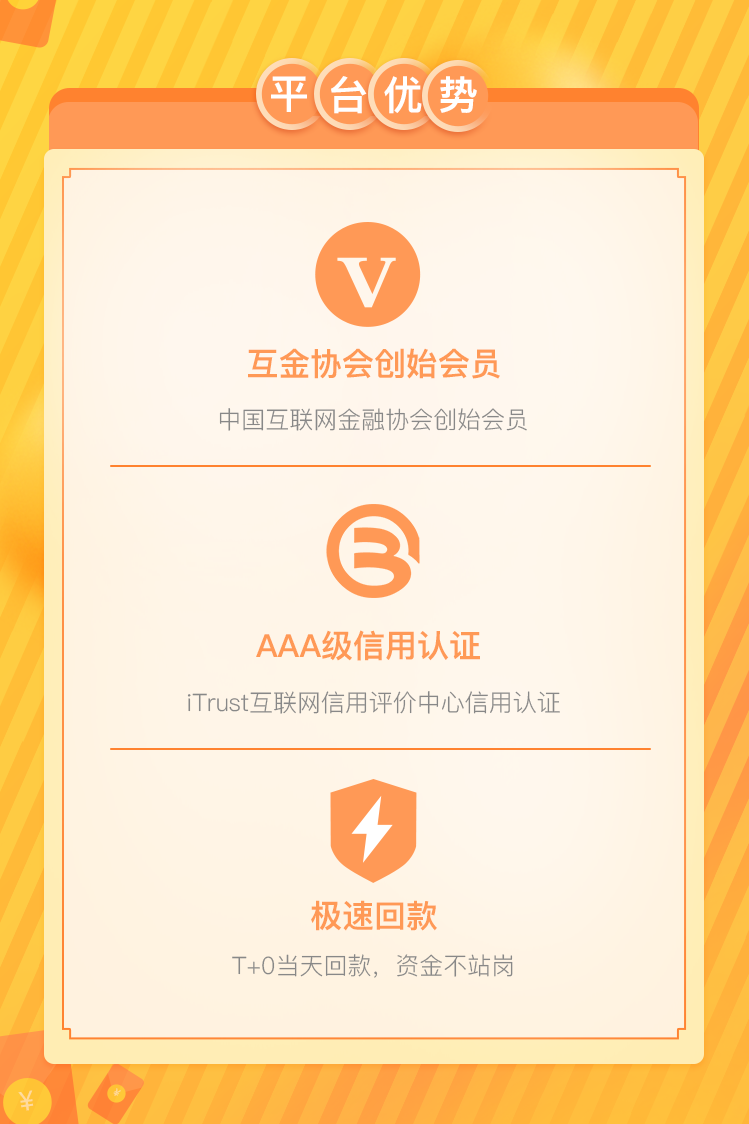 平台优势
V
互金协会创始会员
中国互联网金融协会创始会员
AAA级信用认证
iTrust互联网信用评价中心信用认证
极速回款
T+0当天回款，资金不站岗
¥
¥